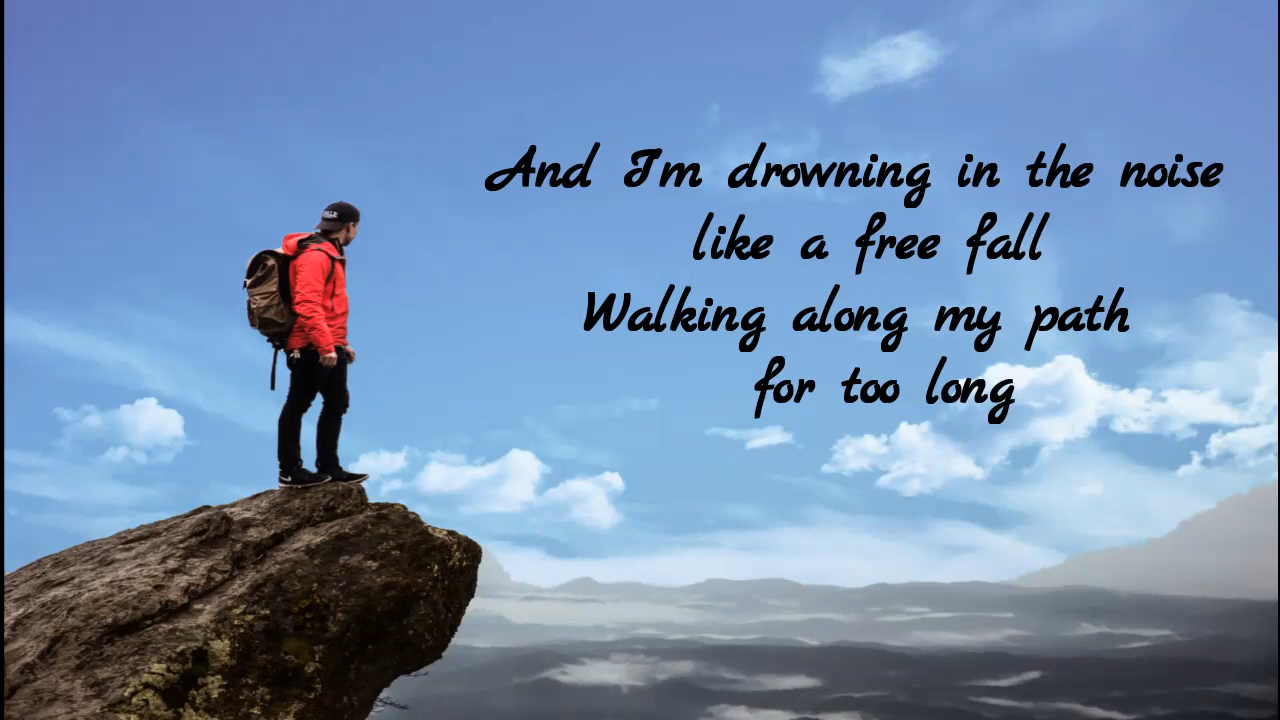 And I'm drowning in the noise
like a free fall
Walking along my path
for too long